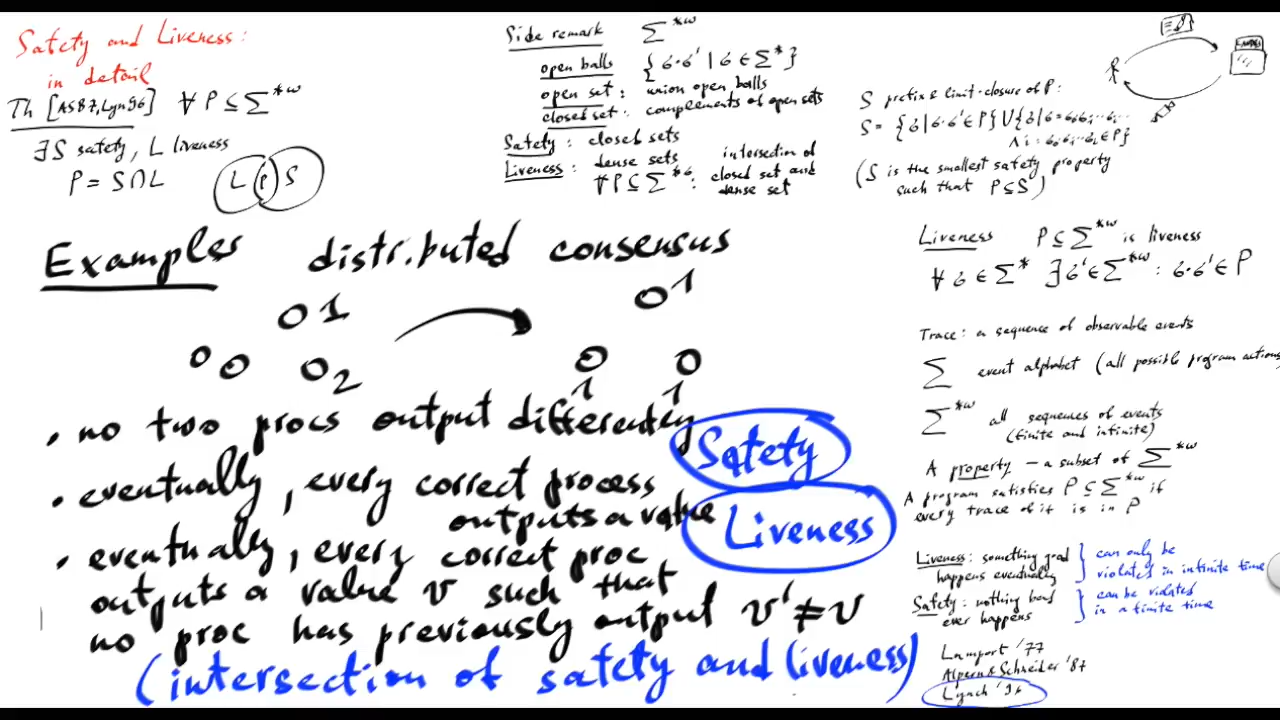 Safety and Liveness:
in detail
Th [AS87, Lyn96] ∀ P ⊆ Σ^*ω
∃ S safety, L liveness
P = S ∩ L
L P S
Side remark Σ^*ω
open balls {σ·σ' | σ ∈ Σ^*}
open set: union open balls
closed set: complements of open sets
Safety: closed sets
Liveness: dense sets
∀P ⊆ Σ^*ω: intersection of
closed set and
dense set
S prefix & limit-closure of P:
S = {σ|σ·σ' ∈ P} U {σ|σ = σ₀σ₁...
∧ i: σ₀σ₁...σᵢ ∈ P}
(S is the smallest safety property
such that P ⊆ S)
Examples distributed consensus
0 1
0 0
0 2
0 1
0
1
0
1
· no two procs output differently
Safety
· eventually, every correct process
outputs a value
Liveness
· eventually, every correct proc
outputs a value v such that
no proc has previously output v' ≠ v
(intersection of safety and liveness)
Liveness P ⊆ Σ^*ω is liveness
∀ σ ∈ Σ^* ∃ σ' ∈ Σ^*ω : σ·σ' ∈ P
Trace: a sequence of observable events
Σ event alphabet (all possible program actions
Σ^*ω all sequences of events
(finite and infinite)
A property – a subset of Σ^*ω
A program satisfies P ⊆ Σ^*ω if
every trace of it is in P
Liveness: something good
happens eventually
can only be
violated in infinite time
Safety: nothing bad
ever happens
can be violated
in a finite time
Lamport '77
Alpern & Schneider '87
Lynch '96